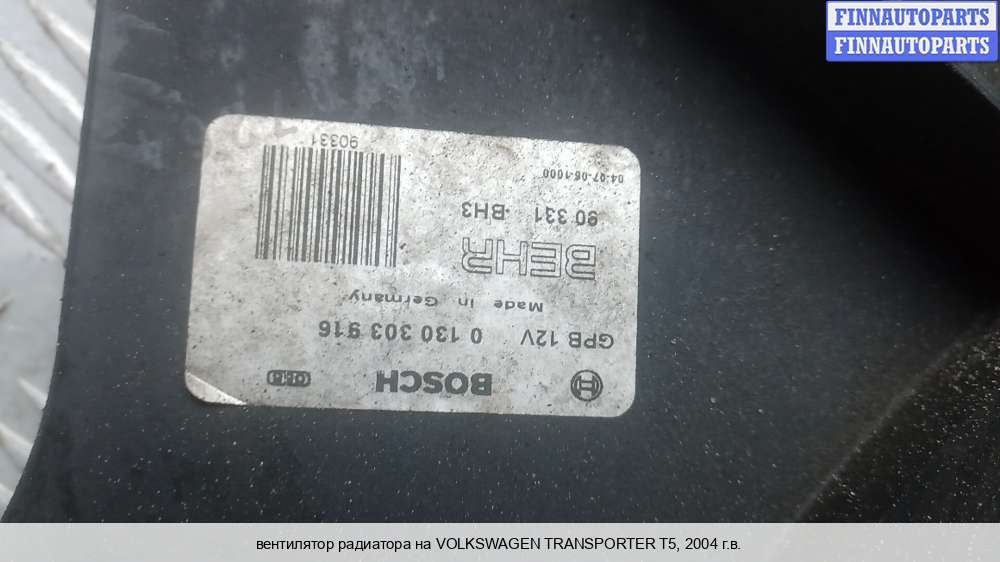 FINNAUTOPARTS
FINNAUTOPARTS
BOSCH
GPB 12V 0 130 303 916
Made in Germany
BEHR
90 331 BH3
04-07-05-1000
90331
вентилятор радиатора на VOLKSWAGEN TRANSPORTER T5, 2004 г.в.